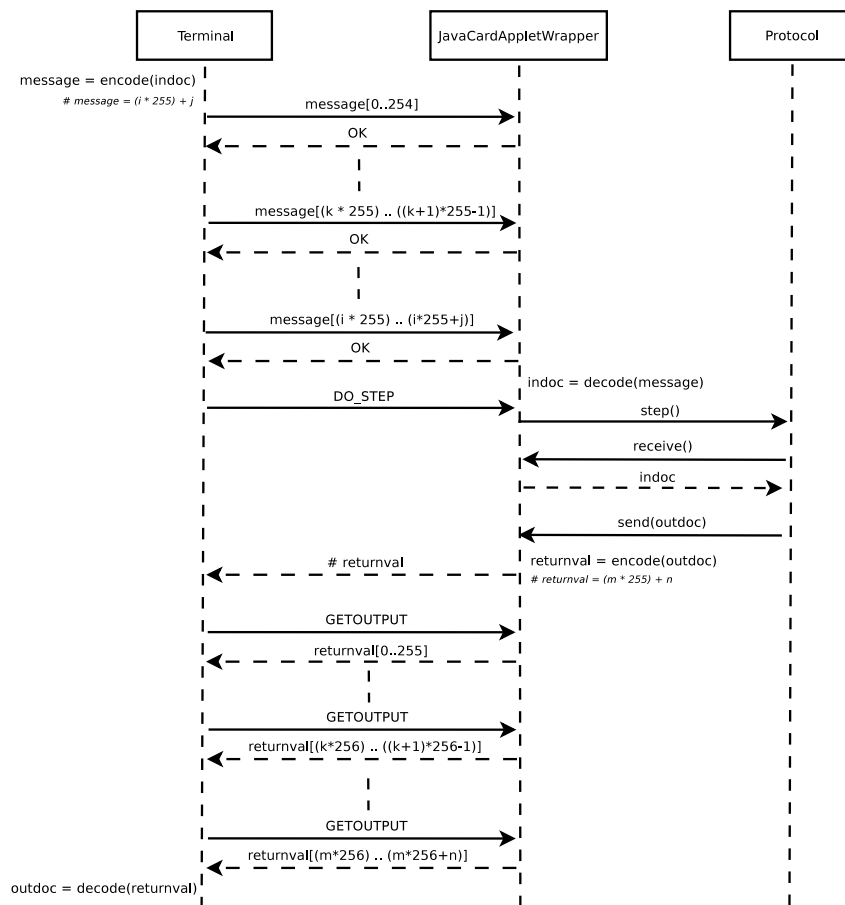 Terminal
JavaCardAppletWrapper
Protocol
message = encode(indoc)
# message = (i * 255) + j
message[0..254]
OK
message[(k * 255) .. ((k+1)*255-1)]
OK
message[(i * 255) .. (i*255+j)]
OK
indoc = decode(message)
DO_STEP
step()
receive()
indoc
send(outdoc)
# returnval
returnval = encode(outdoc)
# returnval = (m * 255) + n
GETOUTPUT
returnval[0..255]
GETOUTPUT
returnval[(k*256) .. ((k+1)*256-1)]
GETOUTPUT
returnval[(m*256) .. (m*256+n)]
outdoc = decode(returnval)